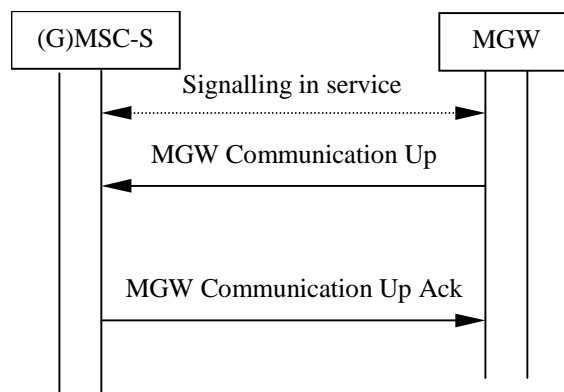 (G)MSC-S
MGW
Signalling in service
MGW Communication Up
MGW Communication Up Ack